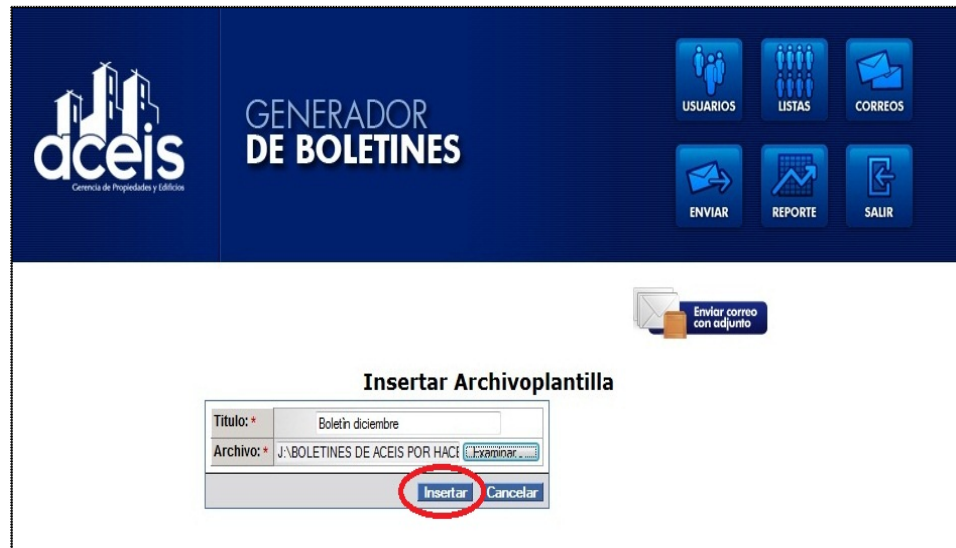 aceis
Gerencia de Propiedades y Edificios
GENERADOR
DE BOLETINES
USUARIOS
LISTAS
CORREOS
ENVIAR
REPORTE
SALIR
Enviar correo
con adjunto
Insertar Archivoplantilla
Titulo: * Boletìn diciembre
Archivo: * J:\BOLETINES DE ACEIS POR HACE Examinar...
Insertar Cancelar